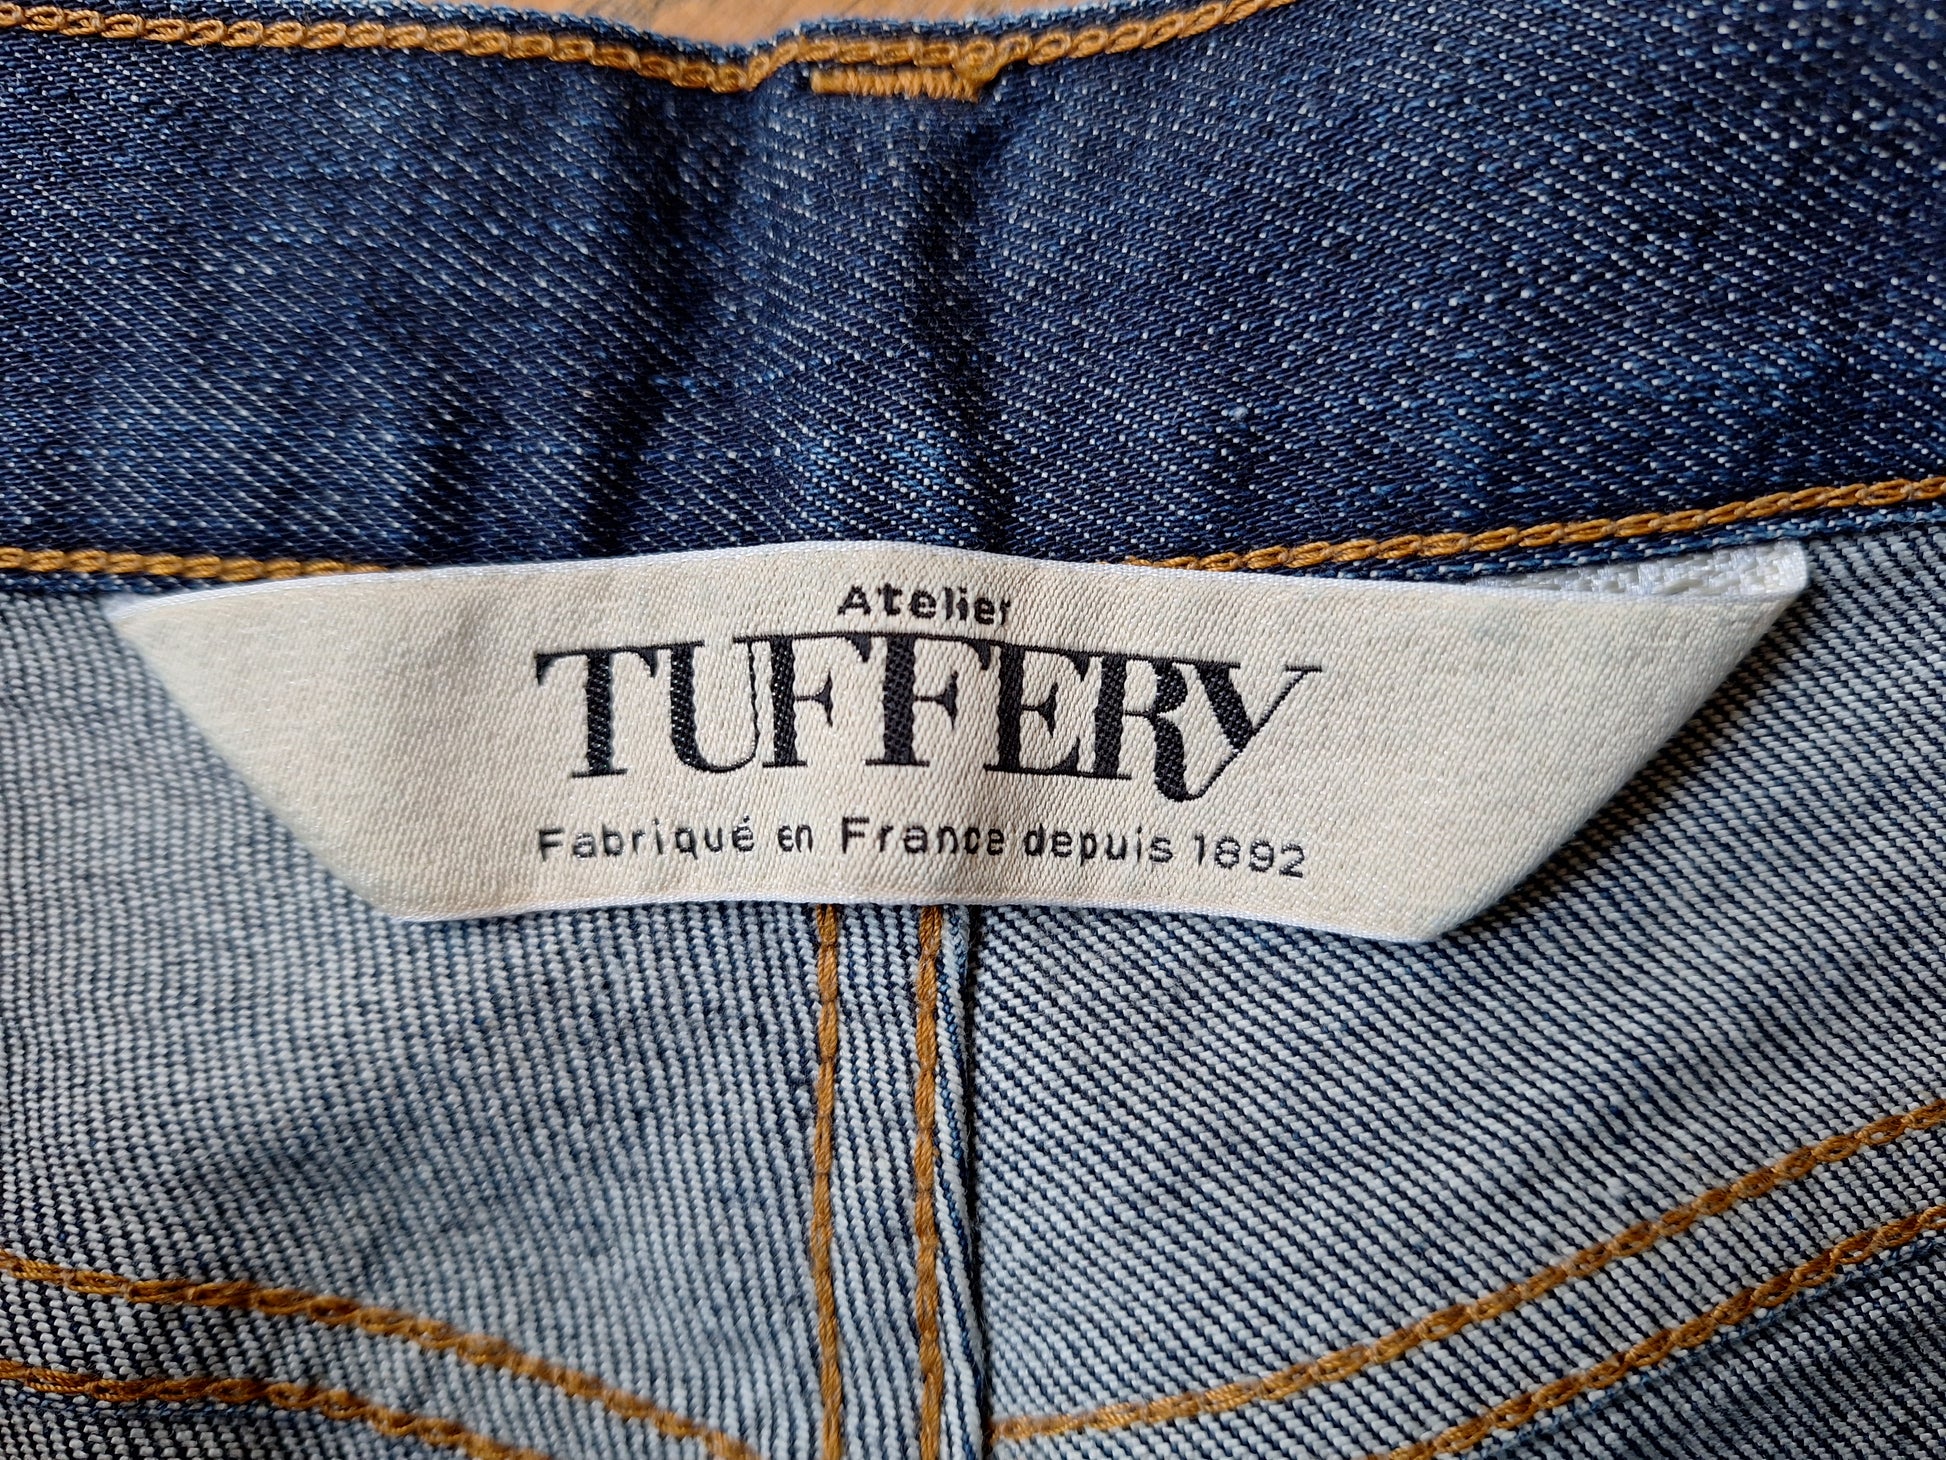 Atelier
TUFFERY
Fabriqué en France depuis 1892